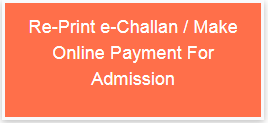 Re-Print e-Challan / Make
Online Payment For
Admission